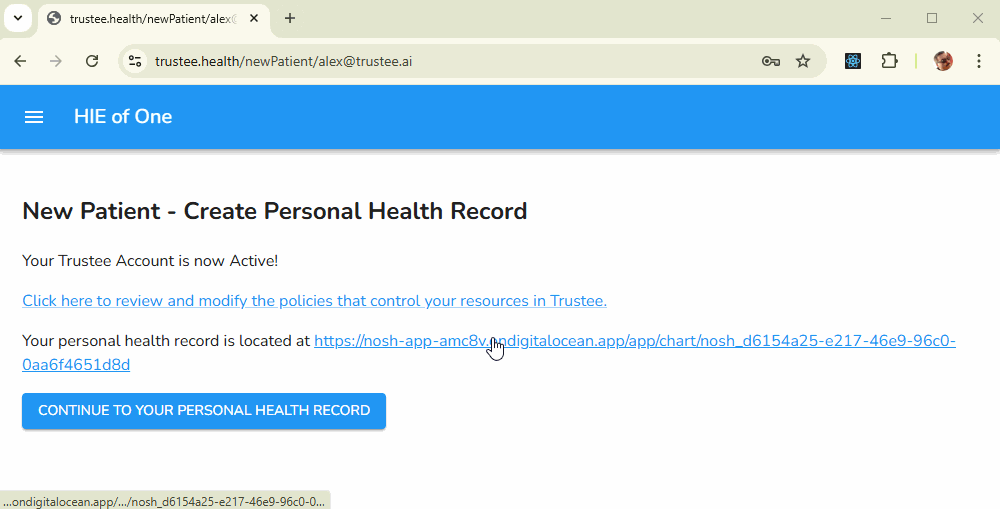 trustee.health/newPatient/alex@
trustee.health/newPatient/alex@trustee.ai
HIE of One
New Patient - Create Personal Health Record
Your Trustee Account is now Active!
Click here to review and modify the policies that control your resources in Trustee.
Your personal health record is located at https://nosh-app-amc8v.ondigitalocean.app/app/chart/nosh_d6154a25-e217-46e9-96c0-
0aa6f4651d8d
CONTINUE TO YOUR PERSONAL HEALTH RECORD
...ondigitalocean.app/.../nosh_d6154a25-e217-46e9-96c0-0...